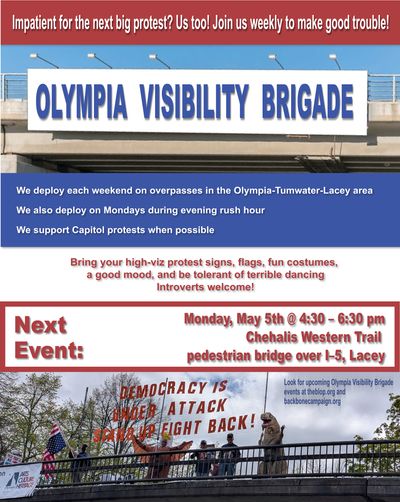 Impatient for the next big protest? Us too! Join us weekly to make good trouble!
OLYMPIA VISIBILITY BRIGADE
We deploy each weekend on overpasses in the Olympia-Tumwater-Lacey area
We also deploy on Mondays during evening rush hour
We support Capitol protests when possible
Bring your high-viz protest signs, flags, fun costumes,
a good mood, and be tolerant of terrible dancing
Introverts welcome!
Next
Event:
Monday, May 5th @ 4:30 – 6:30 pm
Chehalis Western Trail
pedestrian bridge over I–5, Lacey
Look for upcoming Olympia Visibility Brigade
events at theblop.org and
backbonecampaign.org
DEMOCRACY IS
UNDER ATTACK
UP FIGHT BACK!